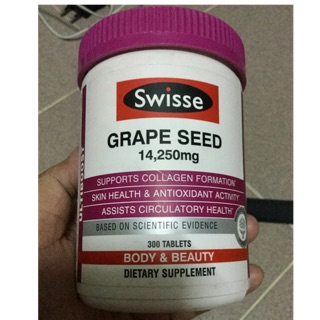 Swisse
GRAPE SEED
14,250mg
SUPPORTS COLLAGEN FORMATION
SKIN HEALTH & ANTIOXIDANT ACTIVITY
ASSISTS CIRCULATORY HEALTH
BASED ON SCIENTIFIC EVIDENCE
300 TABLETS
BODY & BEAUTY
DIETARY SUPPLEMENT
ULTIBOOST